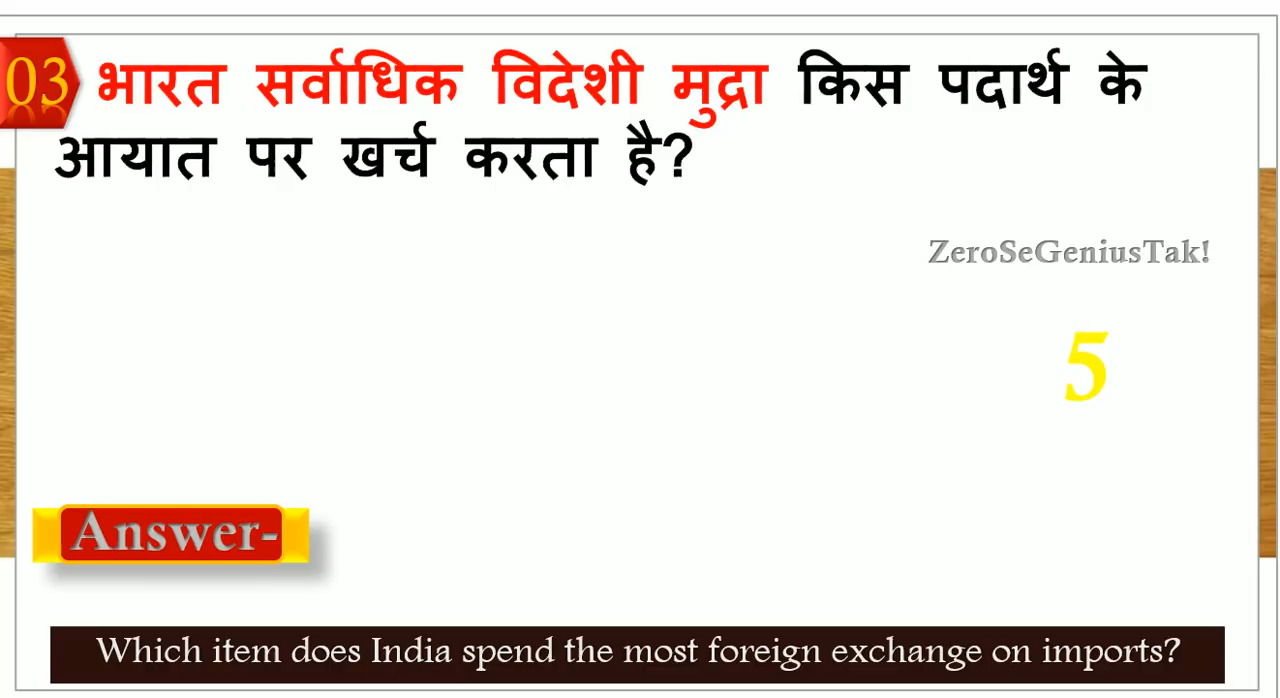 03 भारत सर्वाधिक विदेशी मुद्रा किस पदार्थ के
आयात पर खर्च करता है?
ZeroSeGeniusTak!
5
Answer-
Which item does India spend the most foreign exchange on imports?